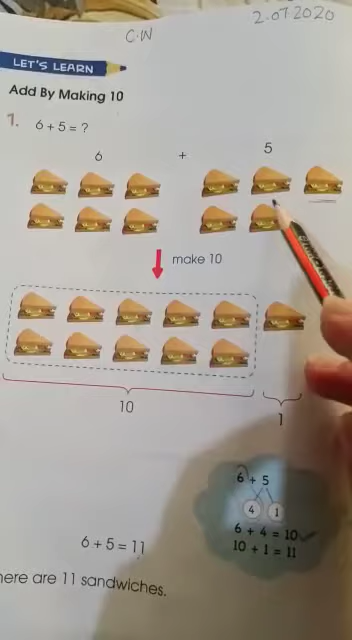 C.W
2.07.2020
LET'S LEARN
Add By Making 10
1. 6 + 5 = ?
6 + 5
make 10
10
1
6 + 5
4 1
6 + 4 = 10
10 + 1 = 11
6 + 5 = 11
here are 11 sandwiches.